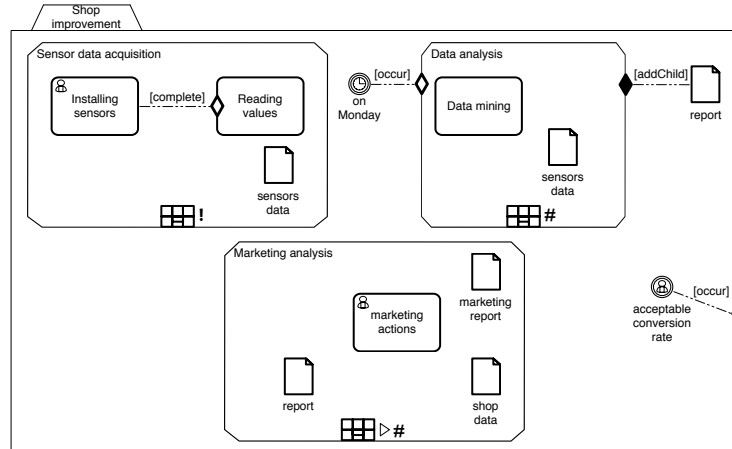 Shop
improvement
Sensor data acquisition
Installing
sensors
[complete]
Reading
values
sensors
data
!
[occur]
on
Monday
Data analysis
Data mining
sensors
data
#
[addChild]
report
Marketing analysis
marketing
report
marketing
actions
report
shop
data
#
[occur]
acceptable
conversion
rate